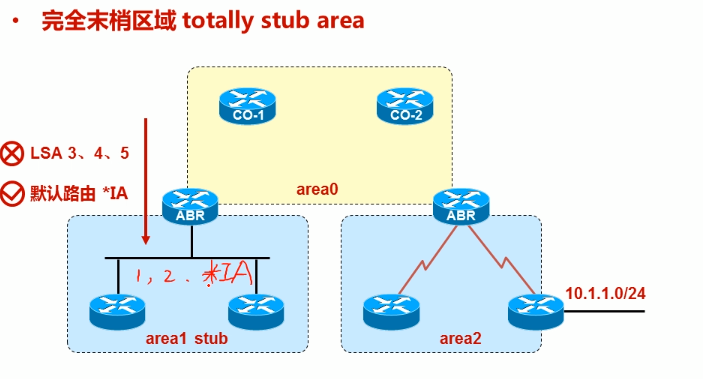 • 完全末梢区域 totally stub area
CO-1
CO-2
LSA 3、4、5
默认路由 *IA
area0
ABR
ABR
1, 2、*IA
10.1.1.0/24
area1 stub
area2